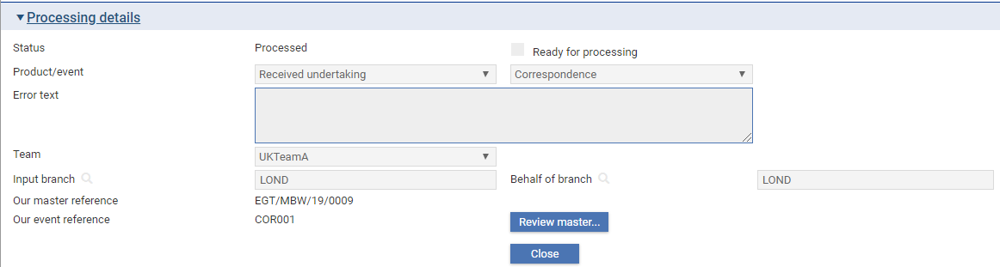 Processing details
Status Processed Ready for processing
Product/event Received undertaking Correspondence
Error text
Team UKTeamA
Input branch LOND Behalf of branch LOND
Our master reference EGT/MBW/19/0009
Our event reference COR001 Review master...
Close